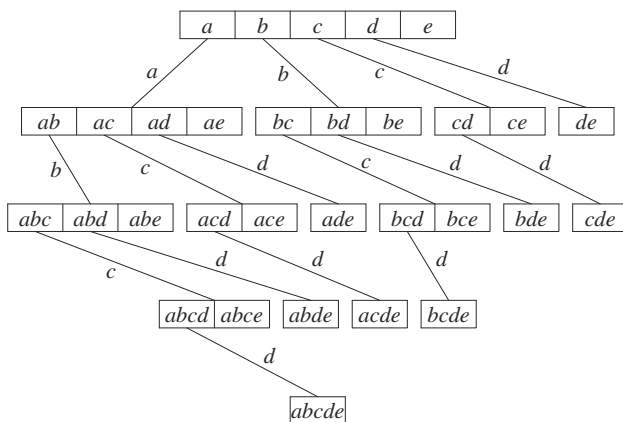 a b c d e
a b c d
ab ac ad ae bc bd be cd ce de
b c d c d d
abc abd abe acd ace ade bcd bce bde cde
c d d d
abcd abce abde acde bcde
d
abcde